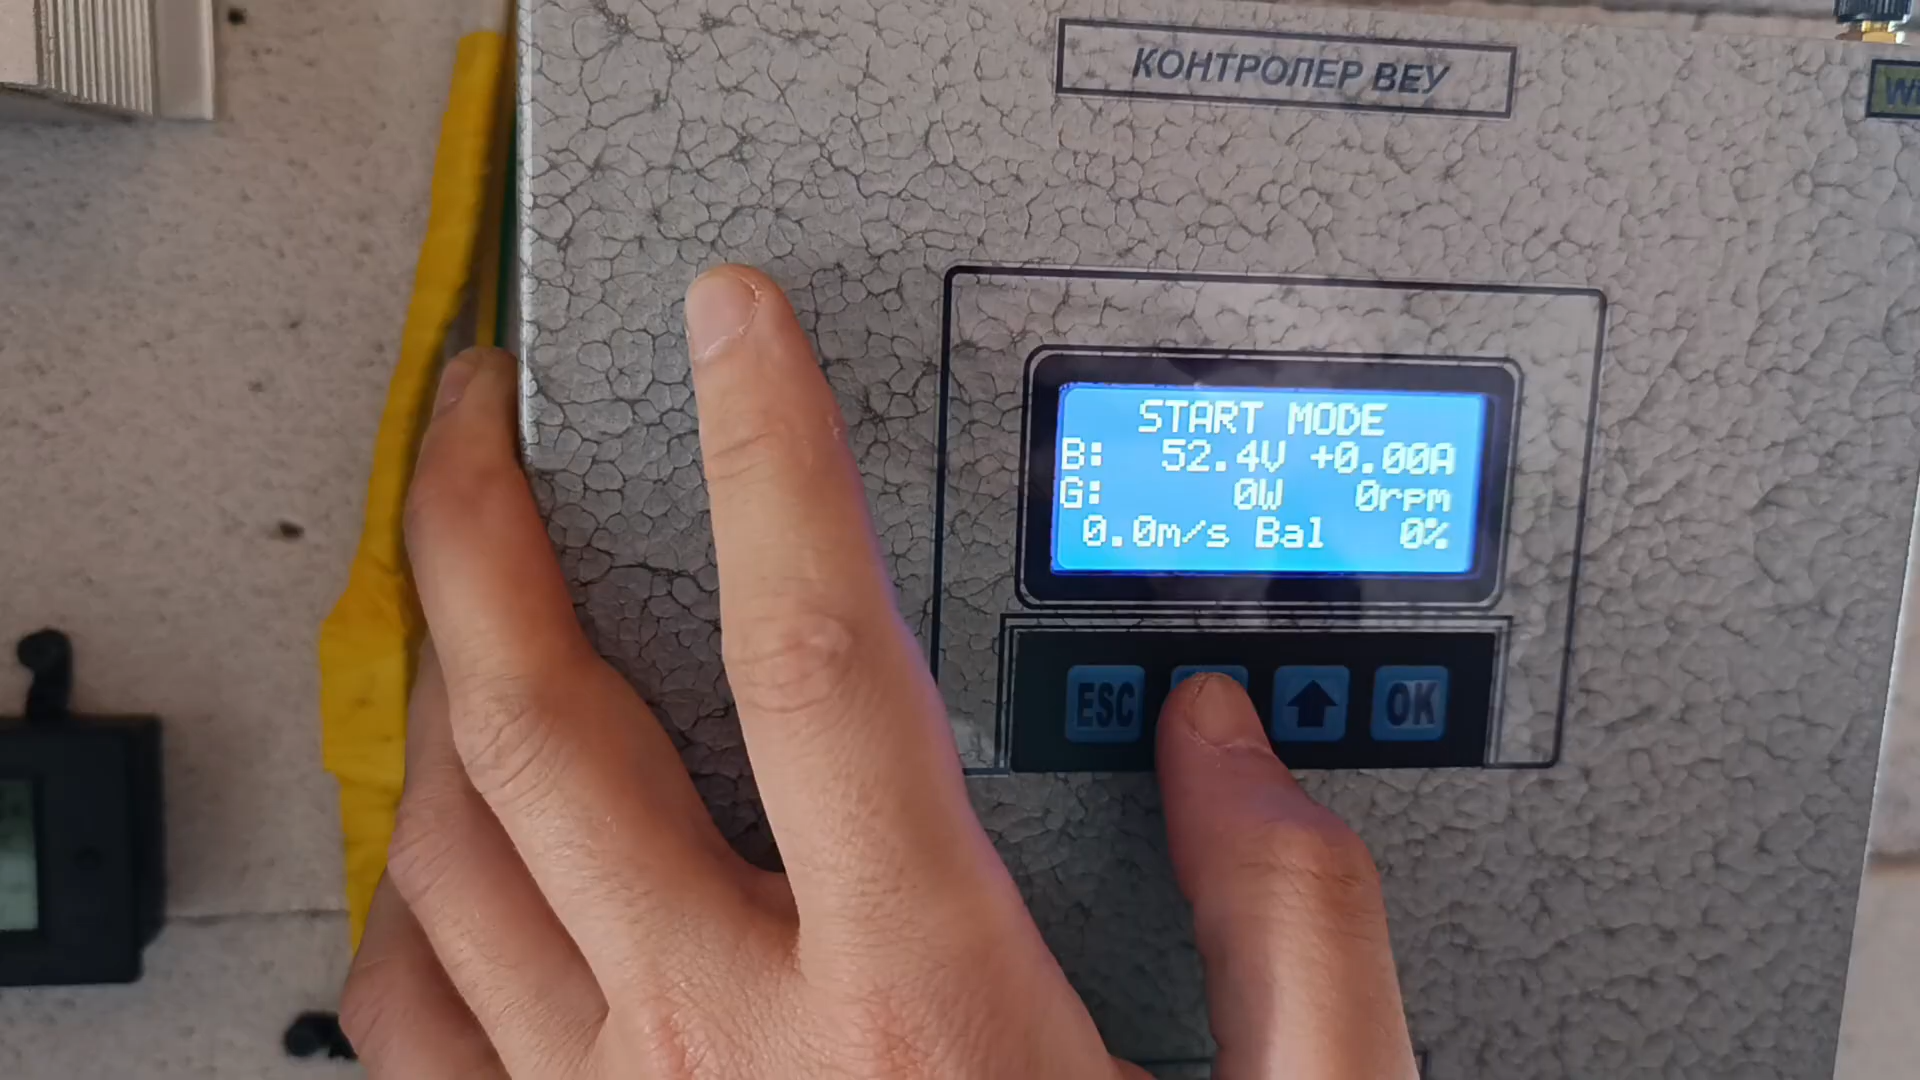 КОНТРОЛЕР ВЕУ
START MODE
B: 52.4V +0.00A
G: 0W 0rpm
0.0m/s Bal 0%
ESC
OK